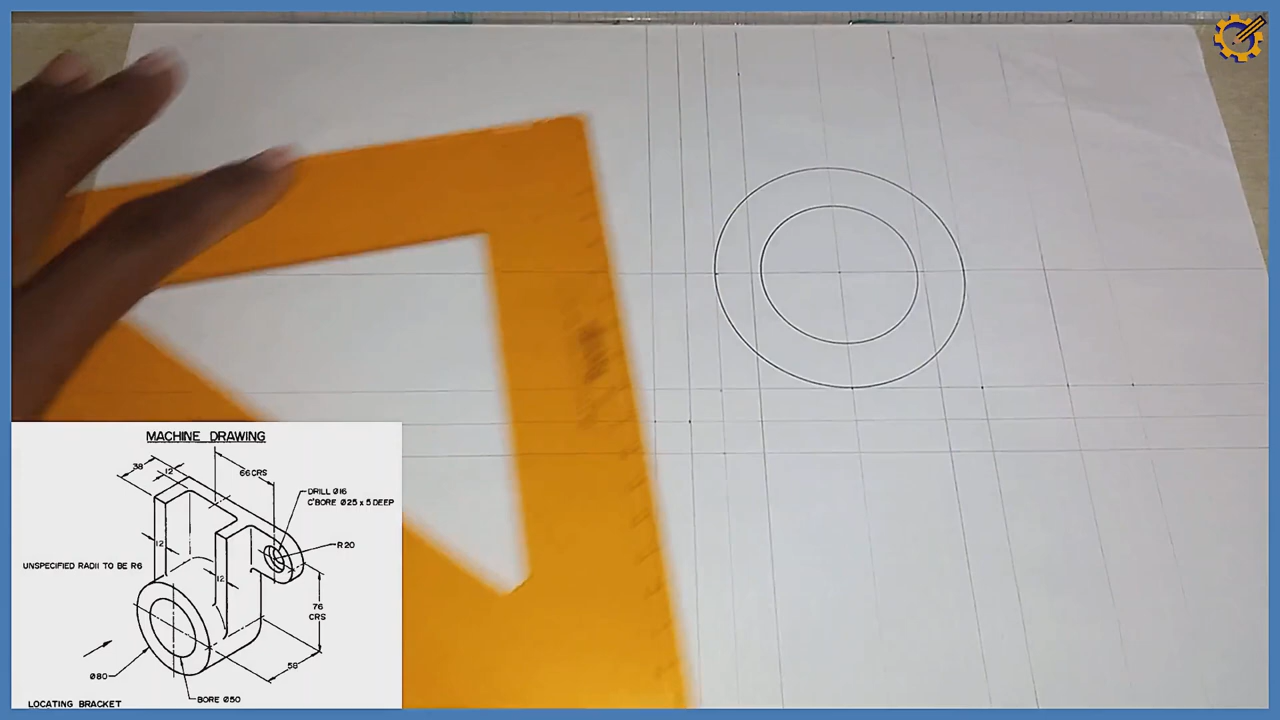 MACHINE DRAWING
38
12
66 CRS
DRILL Ø16
C'BORE Ø25 x 5 DEEP
R20
12
UNSPECIFIED RADII TO BE R6
12
76
CRS
58
Ø80
BORE Ø50
LOCATING BRACKET